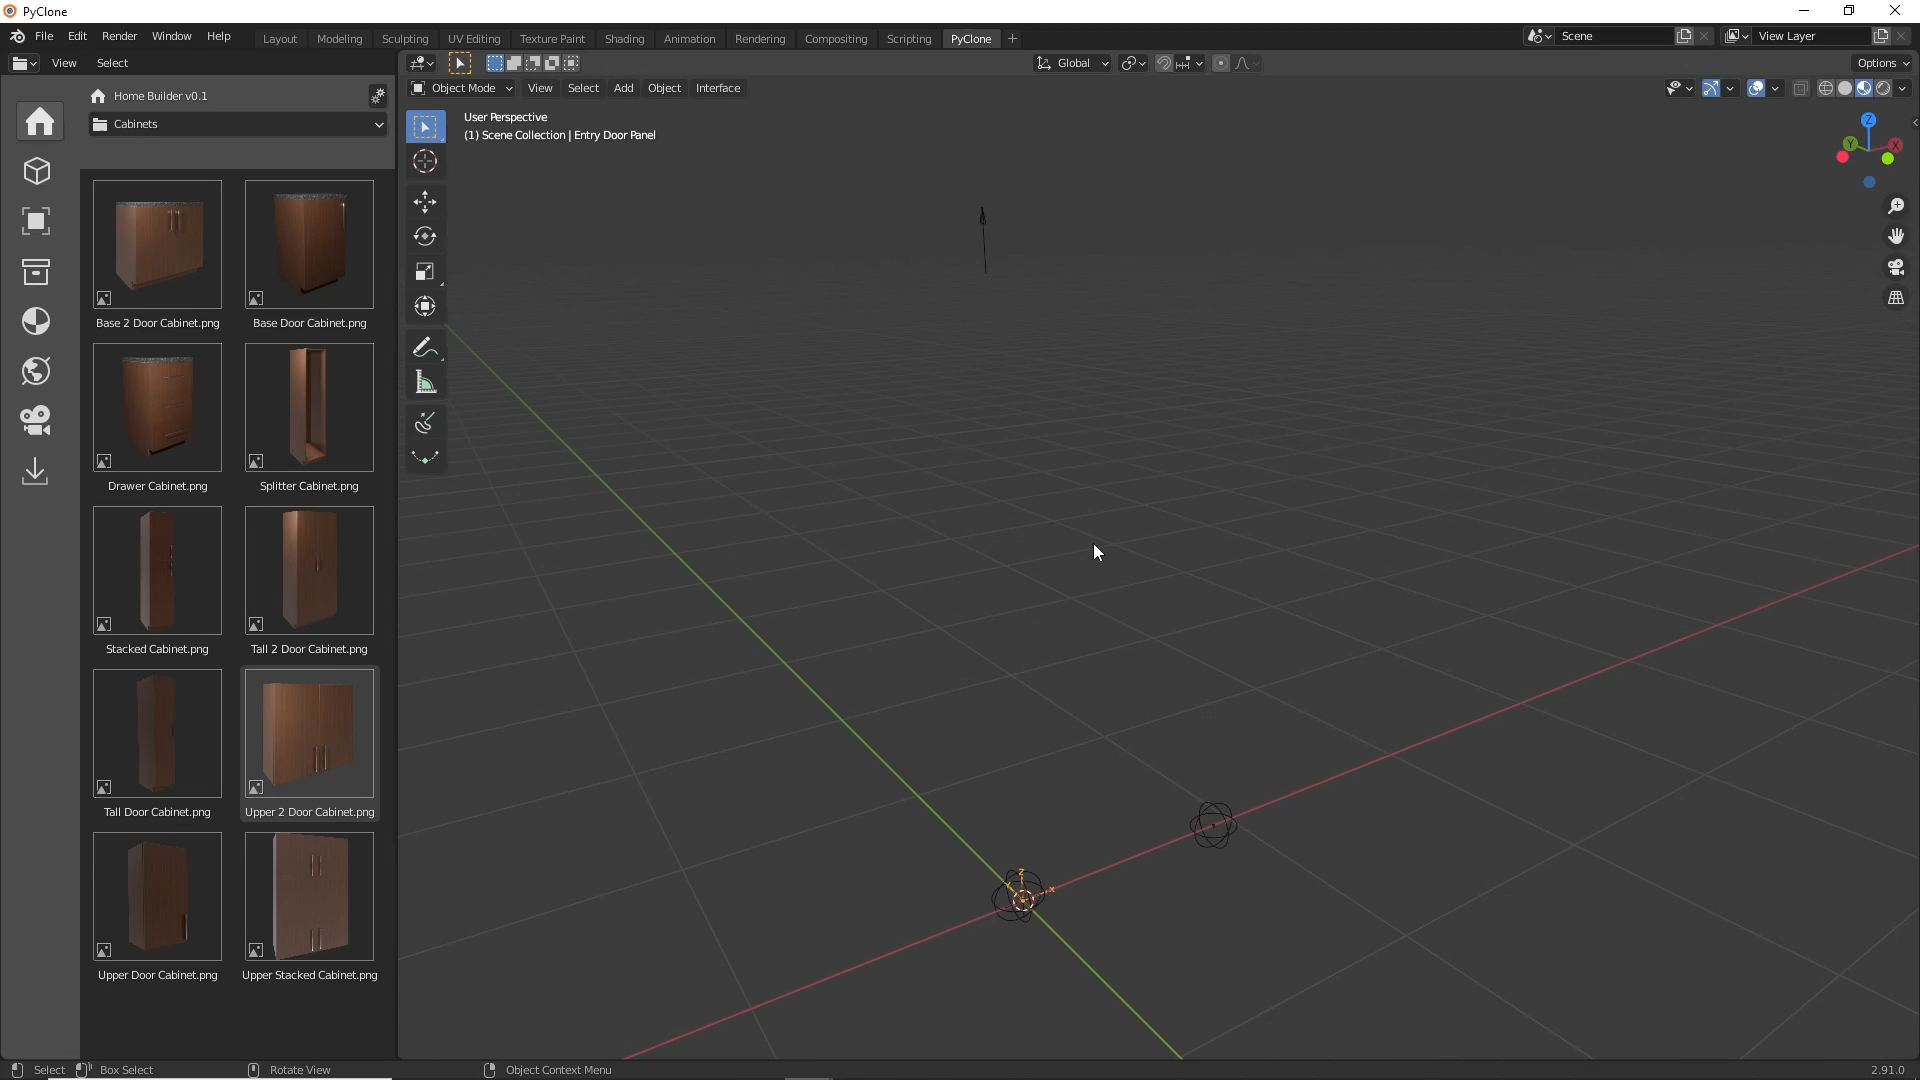 PyClone
File Edit Render Window Help
Layout Modeling Sculpting UV Editing Texture Paint Shading Animation Rendering Compositing Scripting PyClone
Scene
View Layer
View Select
Global
Options
Home Builder v0.1
Cabinets
Object Mode View Select Add Object Interface
User Perspective
(1) Scene Collection | Entry Door Panel
Z
Y
X
Base 2 Door Cabinet.png
Base Door Cabinet.png
Drawer Cabinet.png
Splitter Cabinet.png
Stacked Cabinet.png
Tall 2 Door Cabinet.png
Tall Door Cabinet.png
Upper 2 Door Cabinet.png
Upper Door Cabinet.png
Upper Stacked Cabinet.png
Z
Y
X
Select Box Select Rotate View Object Context Menu
2.91.0